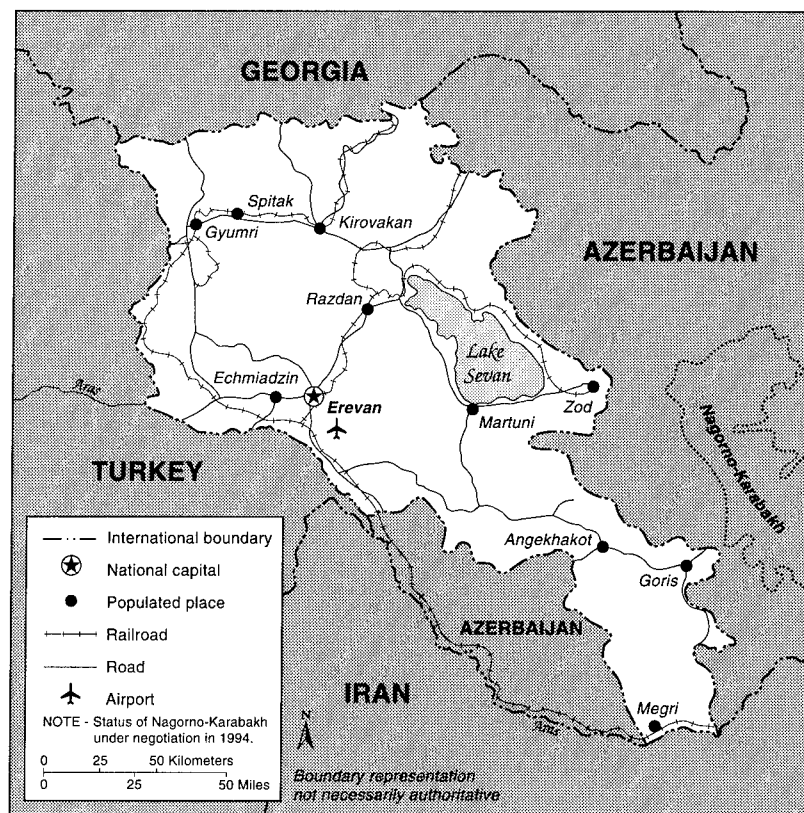 GEORGIA
Spitak
Gyumri
Kirovakan
AZERBAIJAN
Razdan
Lake
Sevan
Echmiadzin
Erevan
Zod
Martuni
Aras
Nagorno-Karabakh
TURKEY
Angekhakot
Goris
AZERBAIJAN
IRAN
Megri
Aras
International boundary
National capital
Populated place
Railroad
Road
Airport
NOTE - Status of Nagorno-Karabakh
under negotiation in 1994.
0 25 50 Kilometers
0 25 50 Miles
N
Boundary representation
not necessarily authoritative